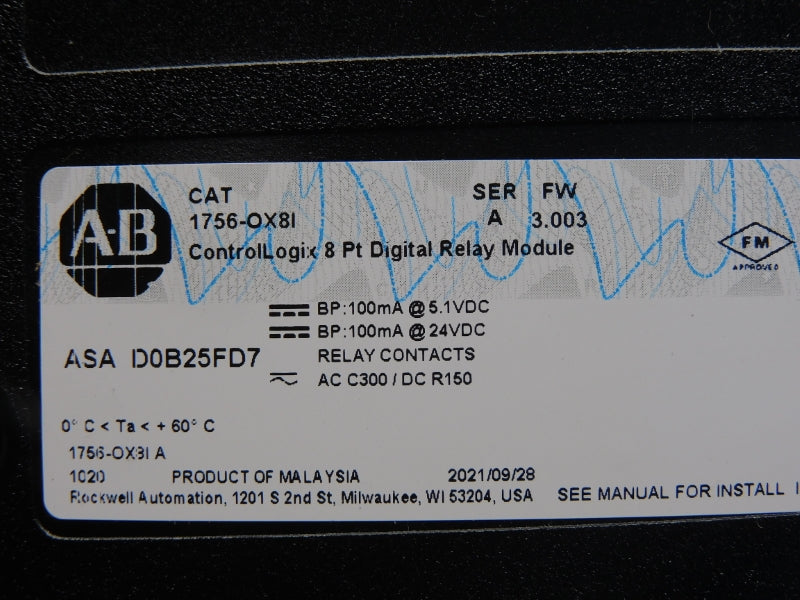 A-B
CAT SER FW
1756-OX8I A 3.003
ControlLogix 8 Pt Digital Relay Module
FM
APPROVED
BP:100mA @ 5.1VDC
BP:100mA @ 24VDC
ASA D0B25FD7 RELAY CONTACTS
AC C300 / DC R150
0° C < Ta < + 60° C
1756-OX8I A
1020 PRODUCT OF MALAYSIA 2021/09/28
Rockwell Automation, 1201 S 2nd St, Milwaukee, WI 53204, USA SEE MANUAL FOR INSTALL